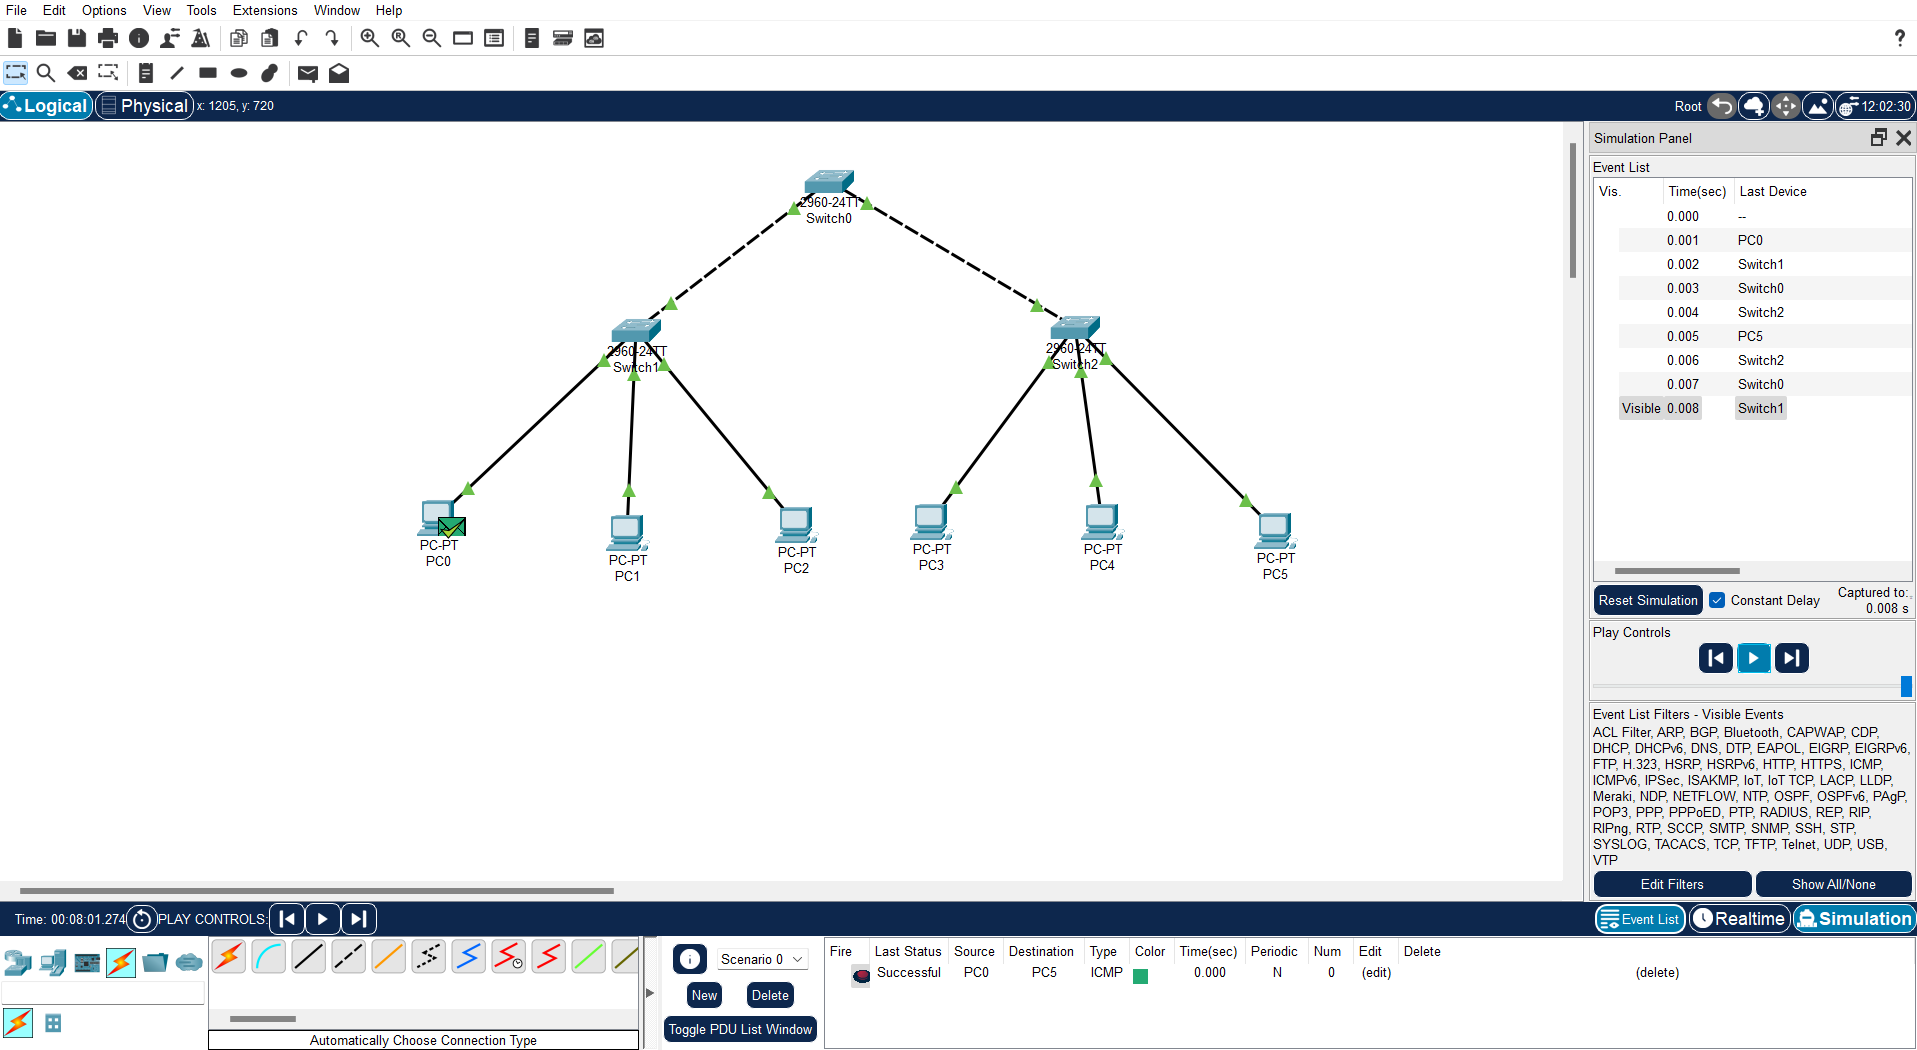 File Edit Options View Tools Extensions Window Help
?
Logical Physical x: 1205, y: 720 Root 12:02:30
2960-24TT
Switch0
2960-24TT
Switch1
2960-24TT
Switch2
PC-PT
PC0
PC-PT
PC1
PC-PT
PC2
PC-PT
PC3
PC-PT
PC4
PC-PT
PC5
Simulation Panel
Event List
Vis. Time(sec) Last Device
0.000 --
0.001 PC0
0.002 Switch1
0.003 Switch0
0.004 Switch2
0.005 PC5
0.006 Switch2
0.007 Switch0
Visible 0.008 Switch1
Reset Simulation Constant Delay Captured to:
0.008 s
Play Controls
Event List Filters - Visible Events
ACL Filter, ARP, BGP, Bluetooth, CAPWAP, CDP,
DHCP, DHCPv6, DNS, DTP, EAPOL, EIGRP, EIGRPv6,
FTP, H.323, HSRP, HSRPv6, HTTP, HTTPS, ICMP,
ICMPv6, IPSec, ISAKMP, IoT, IoT TCP, LACP, LLDP,
Meraki, NDP, NETFLOW, NTP, OSPF, OSPFv6, PAgP,
POP3, PPP, PPPoED, PTP, RADIUS, REP, RIP,
RIPng, RTP, SCCP, SMTP, SNMP, SSH, STP,
SYSLOG, TACACS, TCP, TFTP, Telnet, UDP, USB,
VTP
Edit Filters Show All/None
Time: 00:08:01.274 PLAY CONTROLS: Event List Realtime Simulation
Automatically Choose Connection Type
Scenario 0
New Delete
Toggle PDU List Window
Fire Last Status Source Destination Type Color Time(sec) Periodic Num Edit Delete
Successful PC0 PC5 ICMP 0.000 N 0 (edit) (delete)